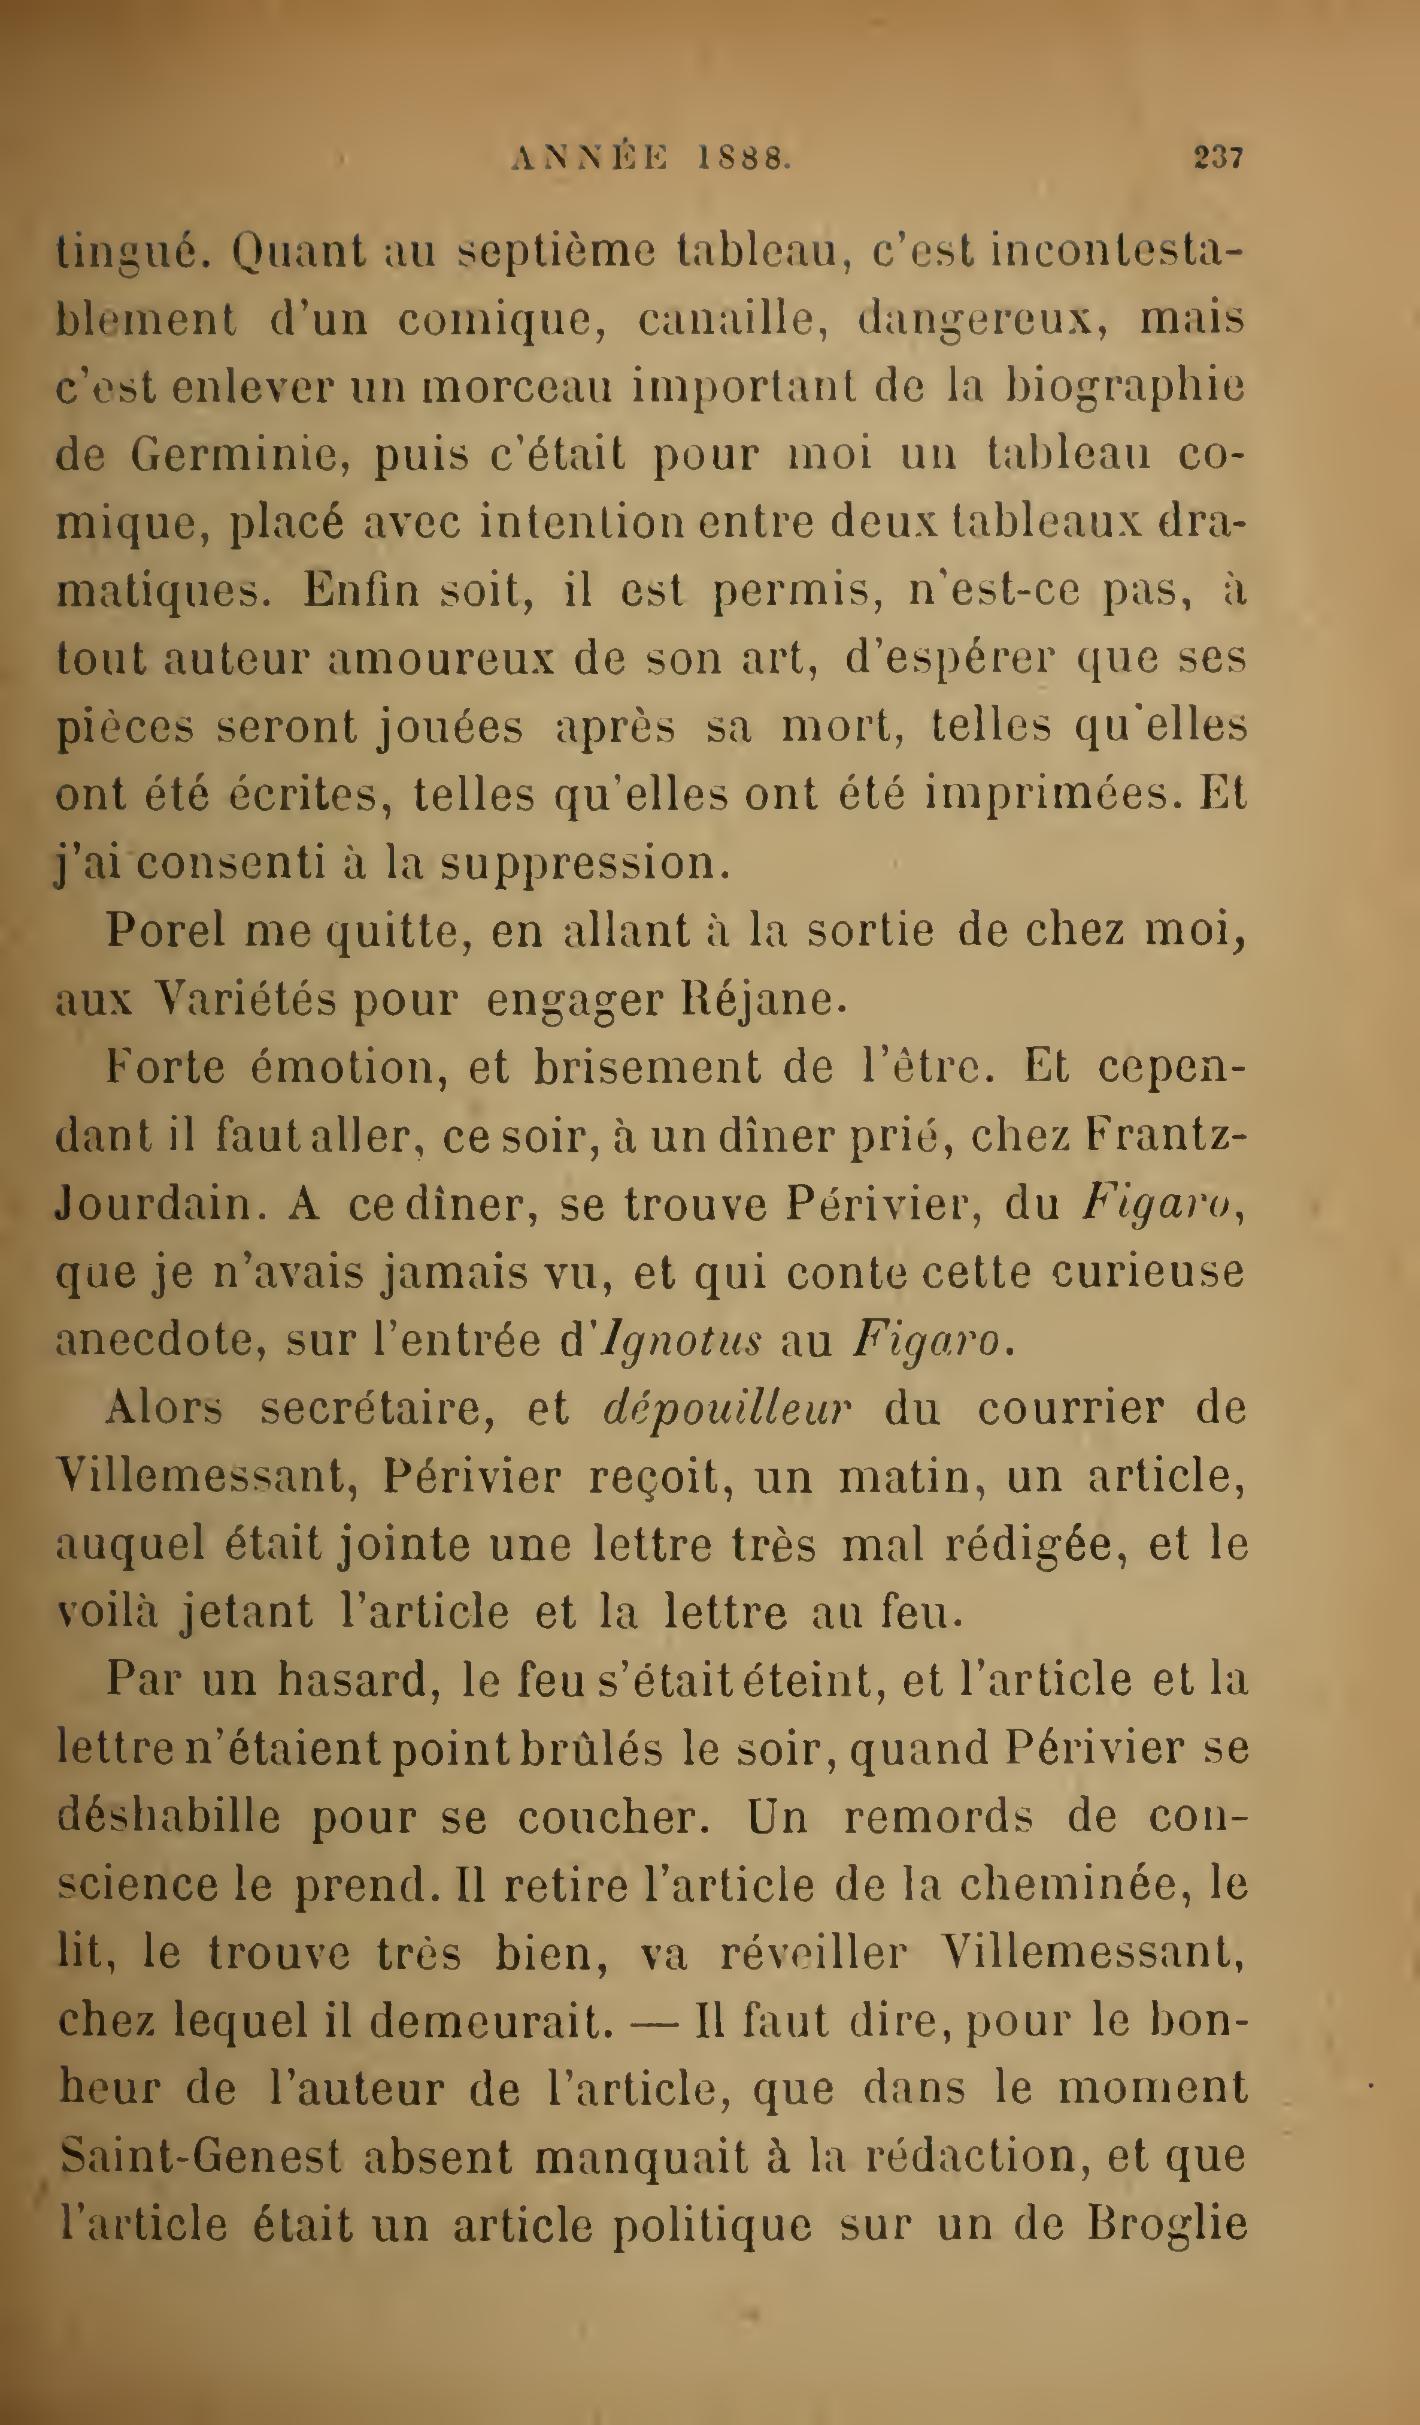 ANNÉE 1888. 237
tingué. Quant au septième tableau, c'est incontesta-
blement d'un comique, canaille, dangereux, mais
c'est enlever un morceau important de la biographie
de Germinie, puis c'était pour moi un tableau co-
mique, placé avec intention entre deux tableaux dra-
matiques. Enfin soit, il est permis, n'est-ce pas, à
tout auteur amoureux de son art, d'espérer que ses
pièces seront jouées après sa mort, telles qu'elles
ont été écrites, telles qu'elles ont été imprimées. Et
j'ai consenti à la suppression.
Porel me quitte, en allant à la sortie de chez moi,
aux Variétés pour engager Réjane.
Forte émotion, et brisement de l'être. Et cepen-
dant il faut aller, ce soir, à un dîner prié, chez Frantz-
Jourdain. A ce dîner, se trouve Périvier, du Figaro,
que je n'avais jamais vu, et qui conte cette curieuse
anecdote, sur l'entrée d'Ignotus au Figaro.
Alors secrétaire, et dépouilleur du courrier de
Villemessant, Périvier reçoit, un matin, un article,
auquel était jointe une lettre très mal rédigée, et le
voilà jetant l'article et la lettre au feu.
Par un hasard, le feu s'était éteint, et l'article et la
lettre n'étaient point brûlés le soir, quand Périvier se
déshabille pour se coucher. Un remords de con-
science le prend. Il retire l'article de la cheminée, le
lit, le trouve très bien, va réveiller Villemessant,
chez lequel il demeurait. — Il faut dire, pour le bon-
heur de l'auteur de l'article, que dans le moment
Saint-Genest absent manquait à la rédaction, et que
l'article était un article politique sur un de Broglie